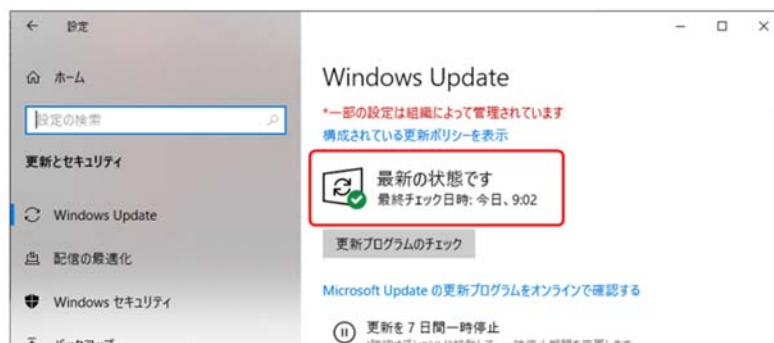 設定
ホーム
設定の検索
更新とセキュリティ
Windows Update
配信の最適化
Windows セキュリティ
Windows Update
*一部の設定は組織によって管理されています
構成されている更新ポリシーを表示
最新の状態です
最終チェック日時: 今日、9:02
更新プログラムのチェック
Microsoft Update の更新プログラムをオンラインで確認する
更新を 7 日間一時停止